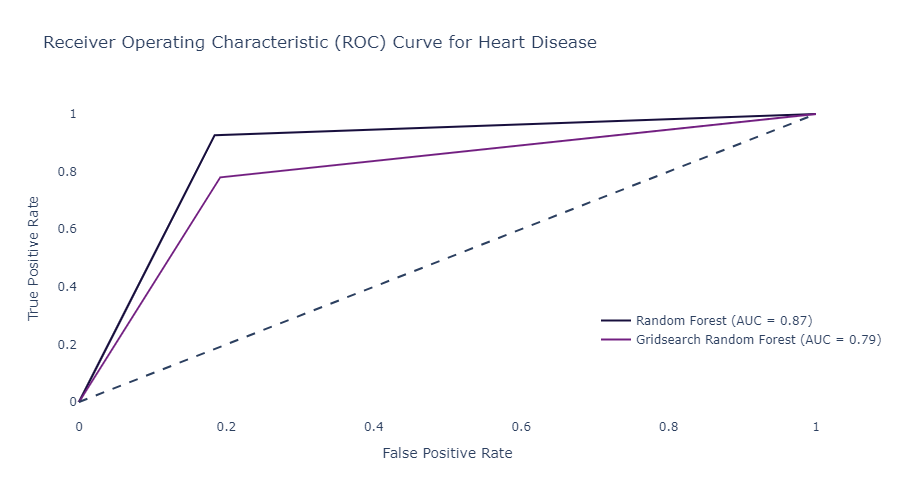 Receiver Operating Characteristic (ROC) Curve for Heart Disease
1
0.8
0.6
0.4
0.2
0
True Positive Rate
Random Forest (AUC = 0.87)
Gridsearch Random Forest (AUC = 0.79)
0
0.2
0.4
0.6
0.8
1
False Positive Rate